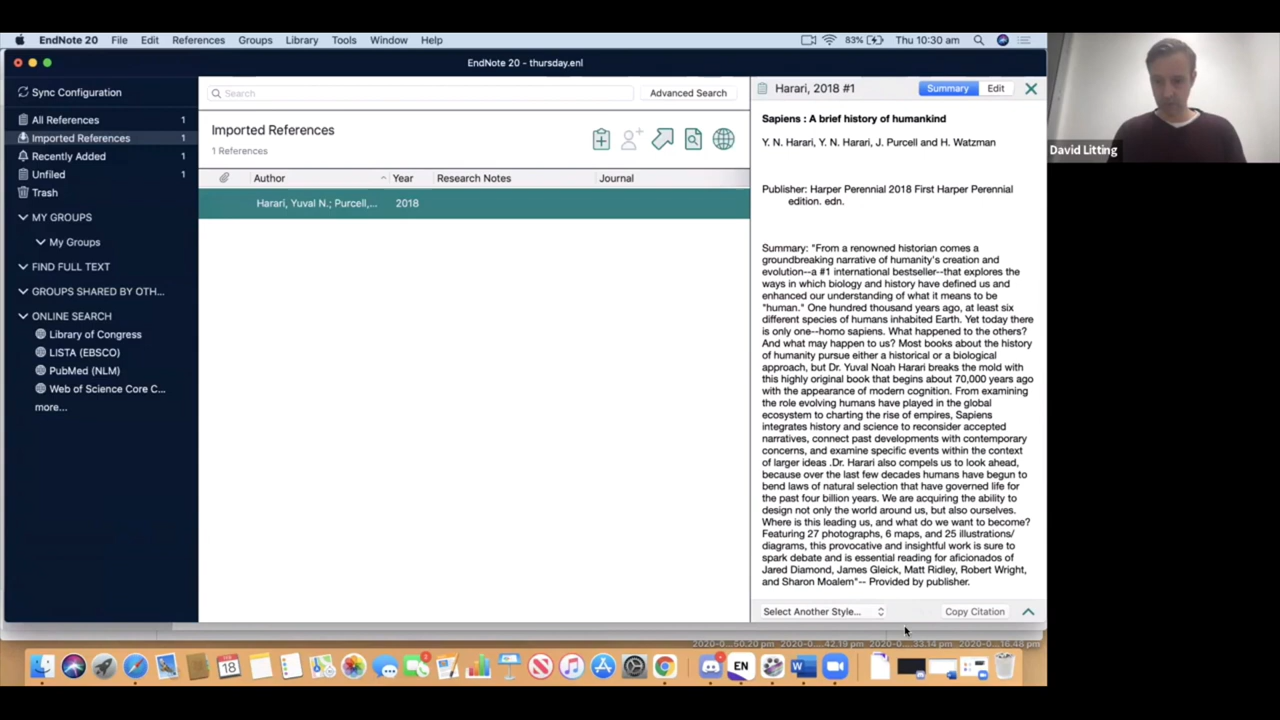 EndNote 20 File Edit References Groups Library Tools Window Help 83% Thu 10:30 am
EndNote 20 - thursday.enl
Sync Configuration
All References 1
Imported References 1
Recently Added 1
Unfiled 1
Trash
MY GROUPS
My Groups
FIND FULL TEXT
GROUPS SHARED BY OTH...
ONLINE SEARCH
Library of Congress
LISTA (EBSCO)
PubMed (NLM)
Web of Science Core C...
more...
Search Advanced Search
Imported References
1 References
Author Year Research Notes Journal
Harari, Yuval N.; Purcell,... 2018
Harari, 2018 #1 Summary Edit
Sapiens : A brief history of humankind
Y. N. Harari, Y. N. Harari, J. Purcell and H. Watzman
Publisher: Harper Perennial 2018 First Harper Perennial
edition. edn.
Summary: "From a renowned historian comes a
groundbreaking narrative of humanity's creation and
evolution--a #1 international bestseller--that explores the
ways in which biology and history have defined us and
enhanced our understanding of what it means to be
"human." One hundred thousand years ago, at least six
different species of humans inhabited Earth. Yet today there
is only one--homo sapiens. What happened to the others?
And what may happen to us? Most books about the history
of humanity pursue either a historical or a biological
approach, but Dr. Yuval Noah Harari breaks the mold with
this highly original book that begins about 70,000 years ago
with the appearance of modern cognition. From examining
the role evolving humans have played in the global
ecosystem to charting the rise of empires, Sapiens
integrates history and science to reconsider accepted
narratives, connect past developments with contemporary
concerns, and examine specific events within the context
of larger ideas .Dr. Harari also compels us to look ahead,
because over the last few decades humans have begun to
bend laws of natural selection that have governed life for
the past four billion years. We are acquiring the ability to
design not only the world around us, but also ourselves.
Where is this leading us, and what do we want to become?
Featuring 27 photographs, 6 maps, and 25 illustrations/
diagrams, this provocative and insightful work is sure to
spark debate and is essential reading for aficionados of
Jared Diamond, James Gleick, Matt Ridley, Robert Wright,
and Sharon Moalem"-- Provided by publisher.
Select Another Style... Copy Citation
David Litting
18
EN